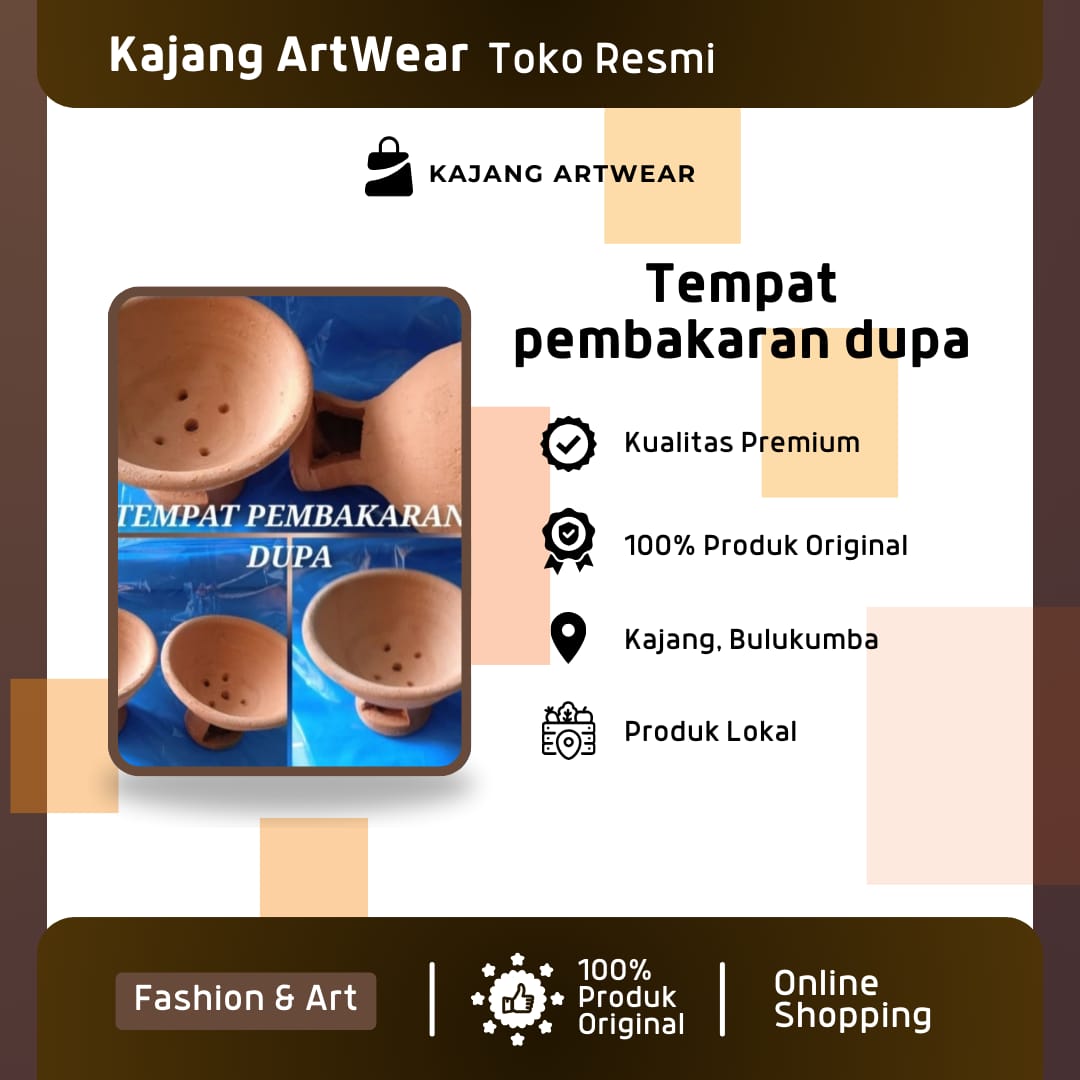 Kajang ArtWear Toko Resmi
KAJANG ARTWEAR
Tempat
pembakaran dupa
TEMPAT PEMBAKARAN
DUPA
Kualitas Premium
100% Produk Original
Kajang, Bulukumba
Produk Lokal
Fashion & Art
100%
Produk
Original
Online
Shopping